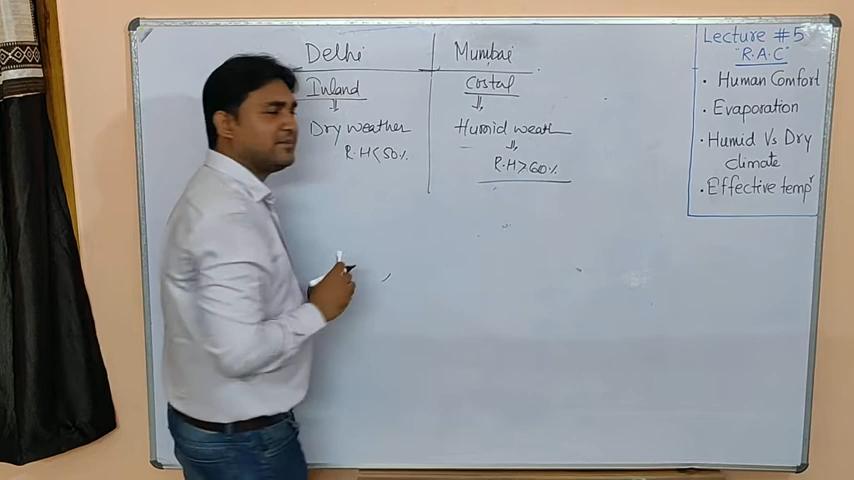 Delhi
Inland
Dry weather
R.H<50%
Mumbai
Costal
Humid weath
R.H>60%
Lecture #5
"R.A.C"
• Human Comfort
• Evaporation
• Humid Vs Dry
climate
• Effective tempr